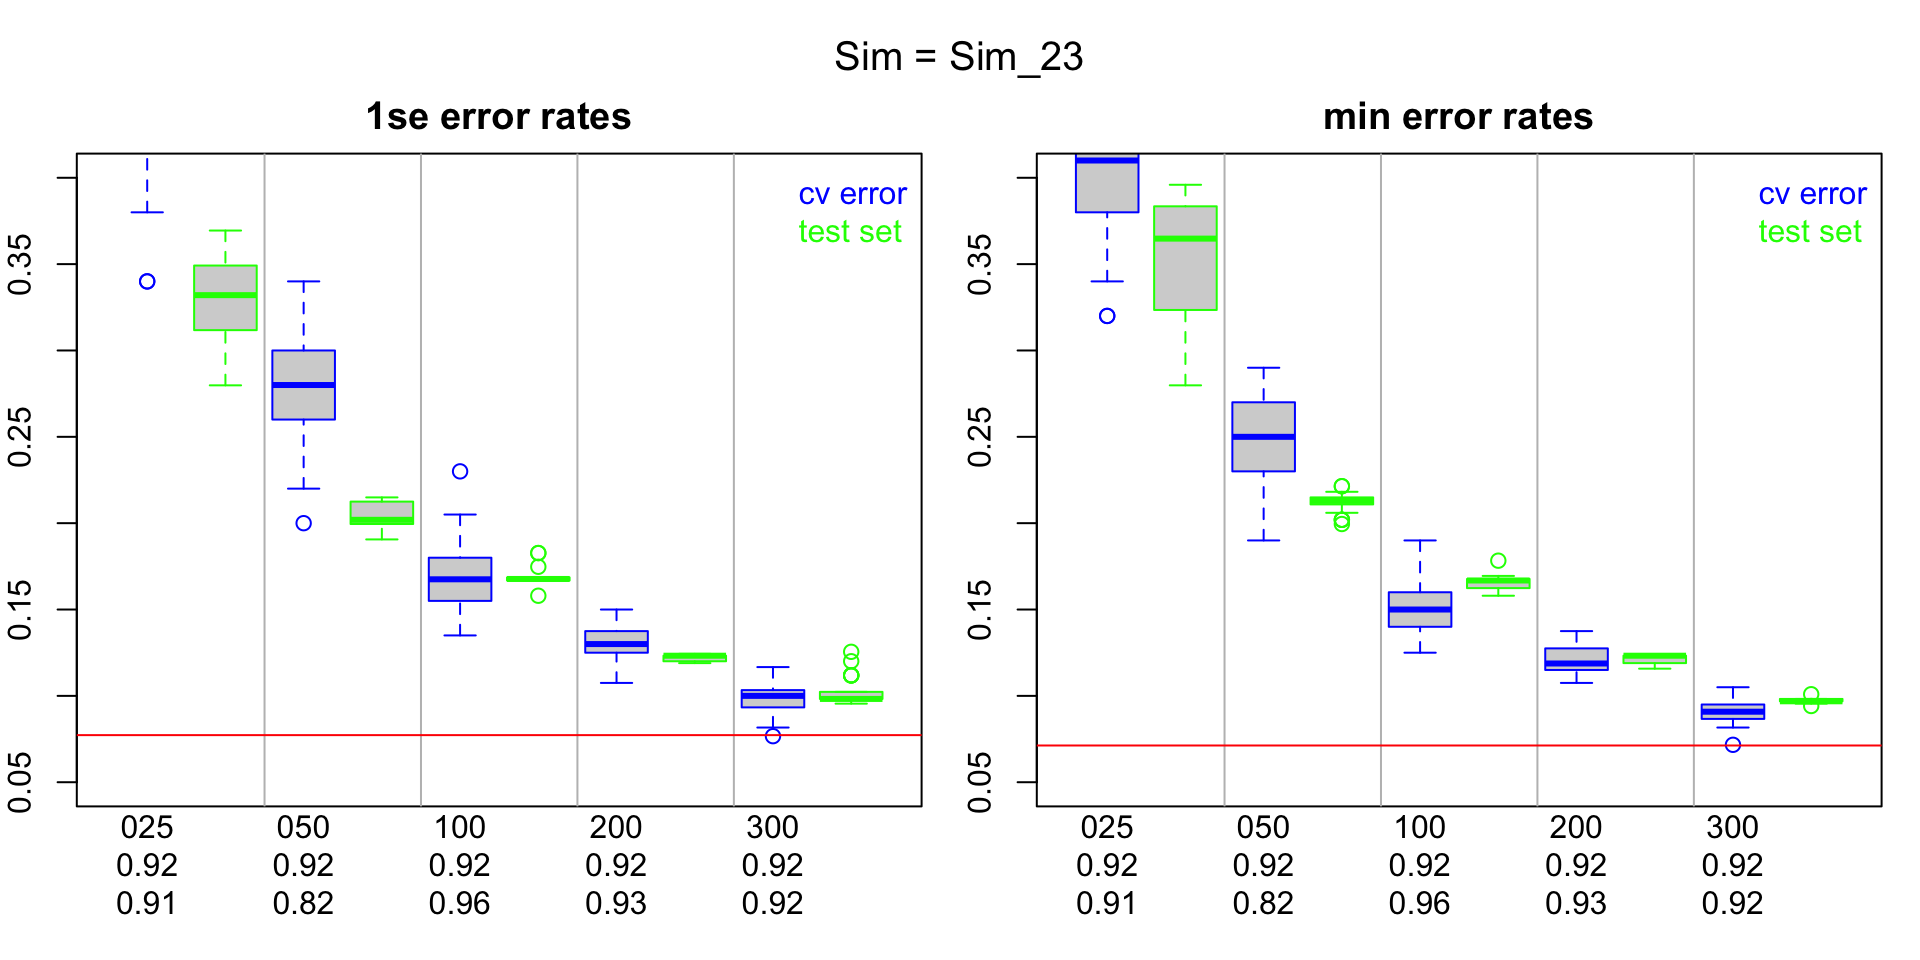 Sim = Sim_23
1se error rates
cv error
test set
0.35
0.25
0.15
0.05
025 050 100 200 300
0.92 0.92 0.92 0.92 0.92
0.91 0.82 0.96 0.93 0.92
min error rates
cv error
test set
0.35
0.25
0.15
0.05
025 050 100 200 300
0.92 0.92 0.92 0.92 0.92
0.91 0.82 0.96 0.93 0.92